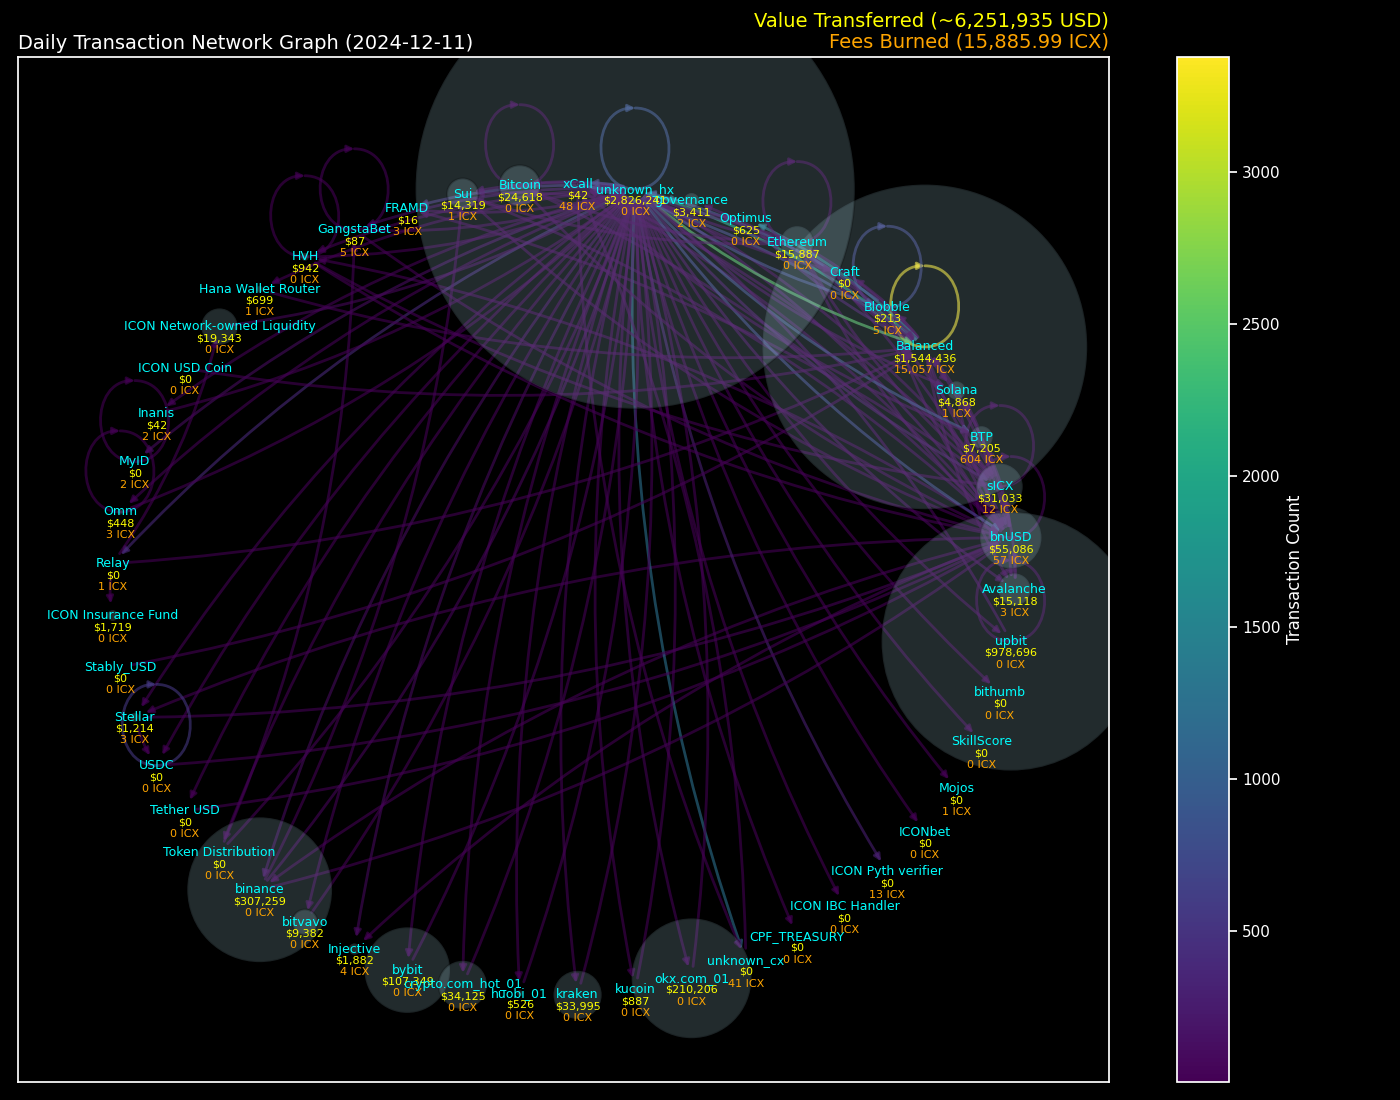 Value Transferred (~6,251,935 USD)
Daily Transaction Network Graph (2024-12-11)
Fees Burned (15,885.99 ICX)
unknown_hx
0 ICX
governance
$3,411
2 ICX
xCall
$42
48 ICX
Bitcoin
$24,618
0 ICX
Sui
$14,319
1 ICX
FRAMD
$16
3 ICX
GangstaBet
$87
5 ICX
HVH
$942
0 ICX
Hana Wallet Router
$699
1 ICX
ICON Network-owned Liquidity
$19,343
0 ICX
ICON USD Coin
$0
0 ICX
Inanis
$42
2 ICX
MyID
$0
2 ICX
Omm
$448
3 ICX
Relay
$0
1 ICX
ICON Insurance Fund
$1,719
0 ICX
Stably_USD
$0
0 ICX
Stellar
$1,214
3 ICX
USDC
$0
0 ICX
Tether USD
$0
0 ICX
Token Distribution
$0
0 ICX
binance
$307,259
0 ICX
bitvavo
$9,382
0 ICX
Injective
$1,882
4 ICX
bybit
$107,349
0 ICX
crypto.com_hot_01
$34,125
0 ICX
huobi_01
$526
0 ICX
kraken
$33,995
0 ICX
kucoin
$887
0 ICX
okx.com_01
$210,206
0 ICX
unknown_cx
$0
41 ICX
CPF_TREASURY
$0
0 ICX
ICON IBC Handler
$0
0 ICX
ICON Pyth verifier
$0
13 ICX
ICONbet
$0
0 ICX
Mojos
$0
1 ICX
SkillScore
$0
0 ICX
bithumb
$0
0 ICX
upbit
$978,696
0 ICX
Avalanche
$15,118
3 ICX
bnUSD
$55,086
57 ICX
sICX
$31,033
12 ICX
BTP
$7,205
604 ICX
Solana
$4,868
1 ICX
Balanced
$1,544,436
15,057 ICX
Blobble
$213
5 ICX
Craft
$0
0 ICX
Ethereum
$15,887
0 ICX
Optimus
$625
0 ICX
3000
2500
2000
1500
1000
500
Transaction Count